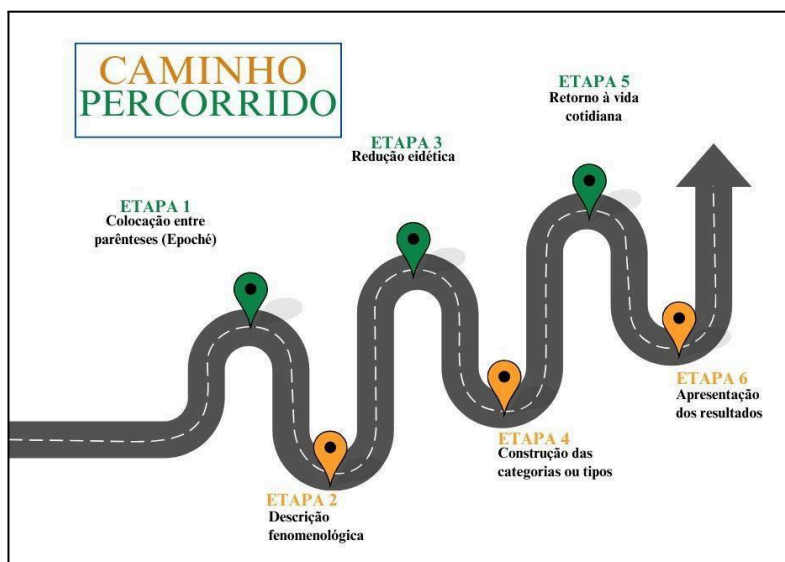 CAMINHO
PERCORRIDO
ETAPA 1
Colocação entre
parênteses (Epoché)
ETAPA 2
Descrição
fenomenológica
ETAPA 3
Redução eidética
ETAPA 4
Construção das
categorias ou tipos
ETAPA 5
Retorno à vida
cotidiana
ETAPA 6
Apresentação
dos resultados